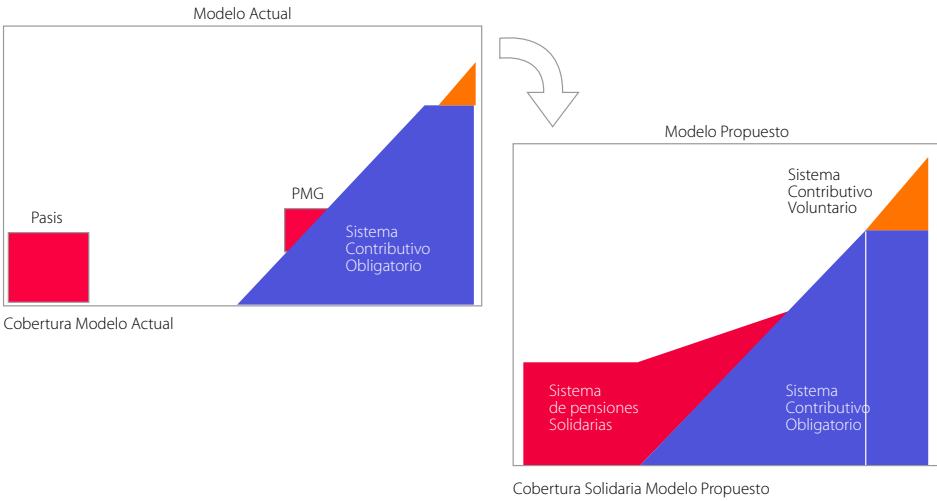 Modelo Actual
Pasis
PMG
Sistema
Contributivo
Obligatorio
Cobertura Modelo Actual
Modelo Propuesto
Sistema
Contributivo
Voluntario
Sistema
de pensiones
Solidarias
Sistema
Contributivo
Obligatorio
Cobertura Solidaria Modelo Propuesto